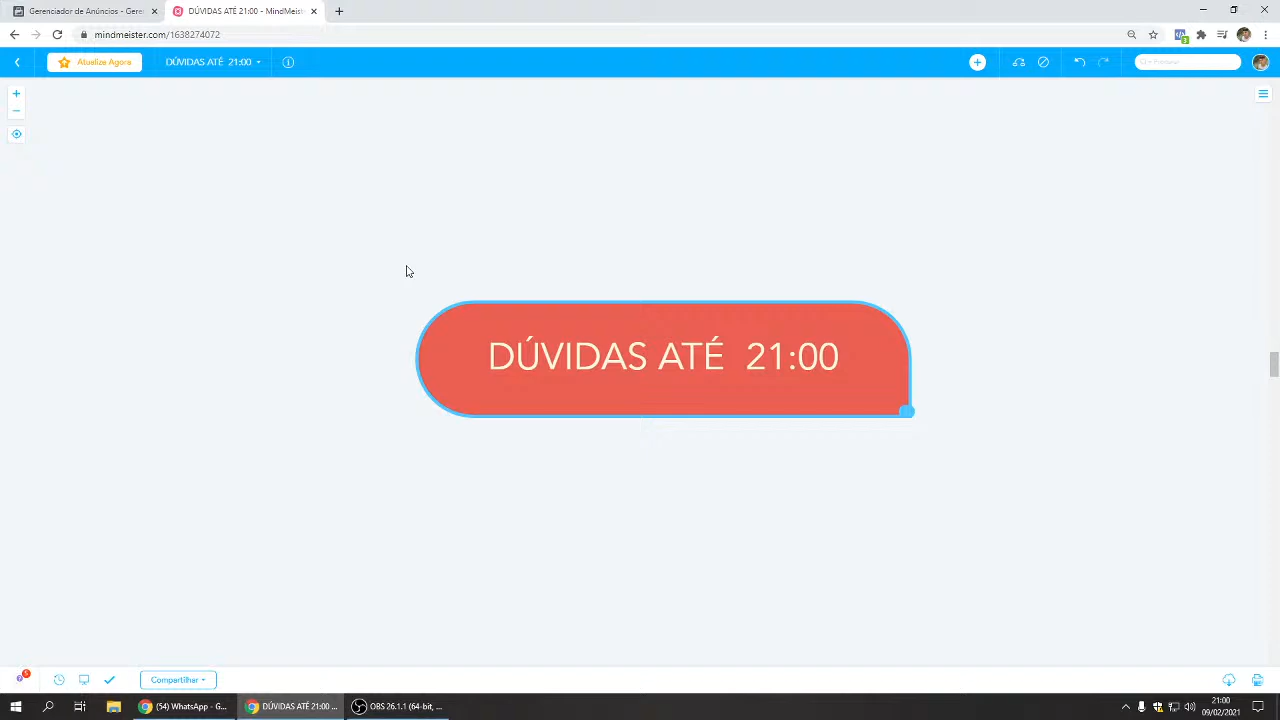 Gerenciador de Anúncios - Geren
DÚVIDAS ATÉ 21:00 - MindMeiste
mindmeister.com/1638274072
Atualize Agora
DÚVIDAS ATÉ 21:00
DÚVIDAS ATÉ 21:00
Compartilhar
(54) WhatsApp - G...
DÚVIDAS ATÉ 21:00 ...
OBS 26.1.1 (64-bit, ...
21:00
09/02/2021